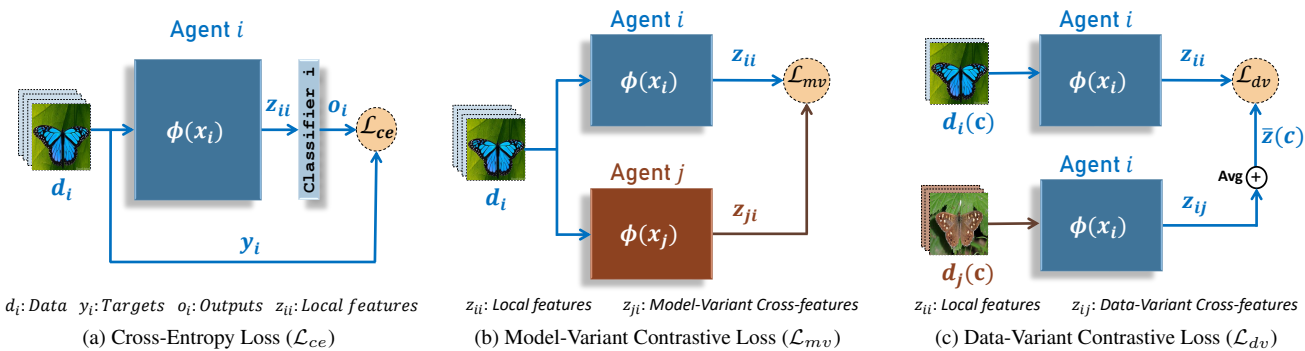 Agent i
ϕ(x_i)
z_ii
Classifier i
o_i
ℒ_ce
d_i
y_i
d_i: Data y_i: Targets o_i: Outputs z_ii: Local features
(a) Cross-Entropy Loss (ℒ_ce)
Agent i
ϕ(x_i)
z_ii
ℒ_mv
d_i
Agent j
ϕ(x_j)
z_ji
z_ii: Local features z_ji: Model-Variant Cross-features
(b) Model-Variant Contrastive Loss (ℒ_mv)
Agent i
ϕ(x_i)
z_ii
ℒ_dv
d_i(c)
z̄(c)
Agent i
Avg +
ϕ(x_i)
z_ij
d_j(c)
z_ii: Local features z_ij: Data-Variant Cross-features
(c) Data-Variant Contrastive Loss (ℒ_dv)